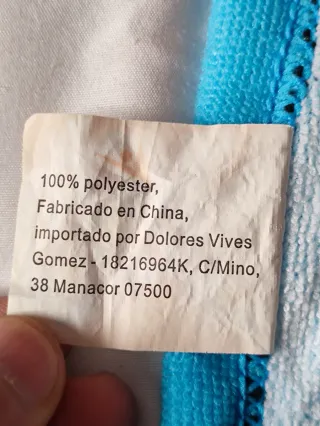 100% polyester,
Fabricado en China,
importado por Dolores Vives
Gomez - 18216964K, C/Mino,
38 Manacor 07500